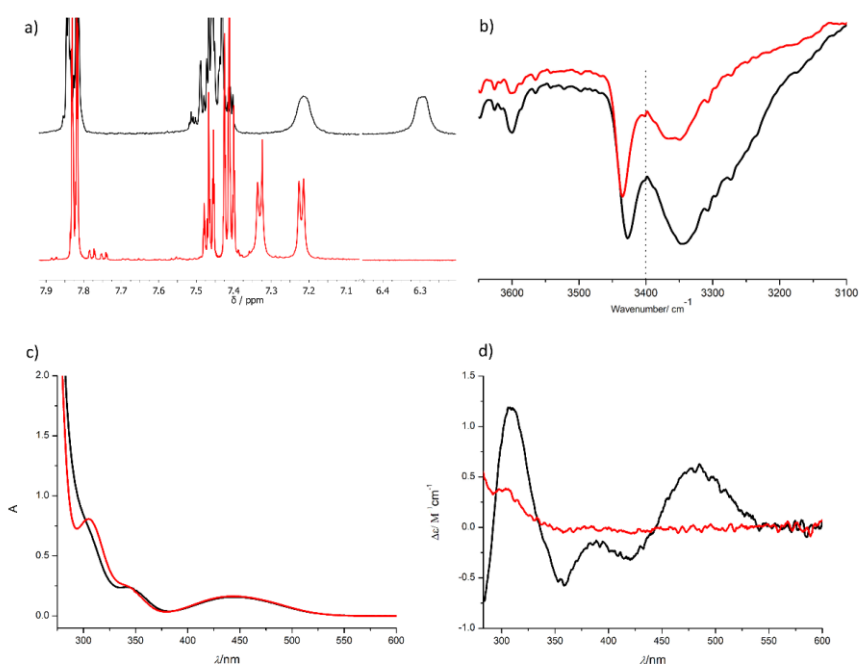 a)
7.9 7.8 7.7 7.6 7.5 7.4 7.3 7.2 7.1 6.4 6.3
δ / ppm
b)
3600 3500 3400 3300 3200 3100
Wavenumber/ cm⁻¹
c)
2.0
1.5
1.0
0.5
0.0
A
300 350 400 450 500 550 600
λ/nm
d)
1.5
1.0
0.5
0.0
-0.5
-1.0
Δε/ M⁻¹cm⁻¹
300 350 400 450 500 550 600
λ/nm